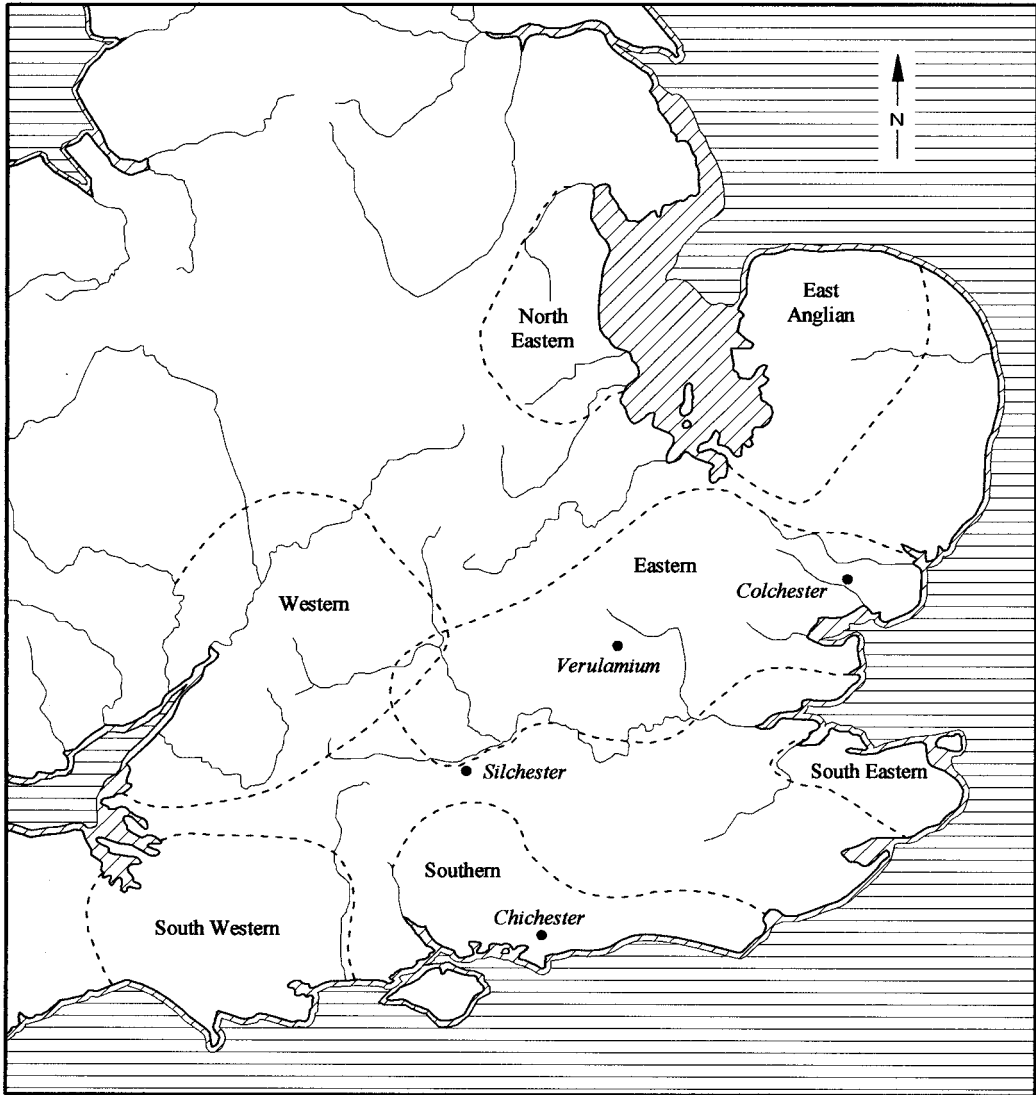 N
East
Anglian
North
Eastern
Eastern
Colchester
Western
Verulamium
Silchester
South Eastern
Southern
Chichester
South Western